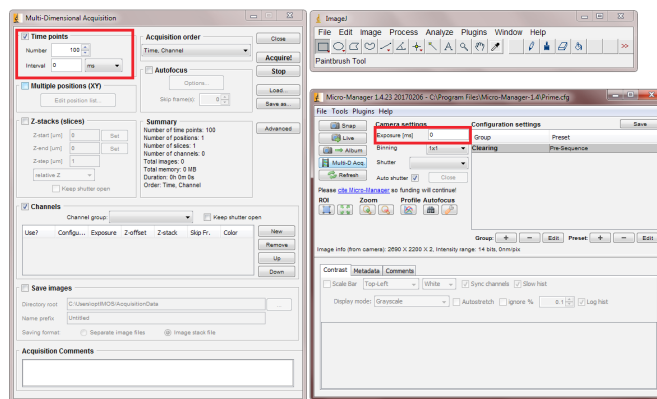 Multi-Dimensional Acquisition
Time points
Number 100
Interval 0 ms
Multiple positions (XY)
Edit position list...
Z-stacks (slices)
Z-start [um] 0 Set
Z-end [um] 0 Set
Z-step [um] 1
relative Z
Keep shutter open
Acquisition order
Time, Channel
Autofocus
Options...
Skip frame(s) 0
Summary
Number of time points: 100
Number of positions: 1
Number of slices: 1
Number of channels: 0
Total images: 0
Total memory: 0 MB
Duration: 0h 0m 0s
Order: Time, Channel
Close
Acquire!
Stop
Load...
Save as...
Advanced
Channels
Channel group: Keep shutter open
Use? Configu... Exposure Z-offset Z-stack Skip Fr. Color
New
Remove
Up
Down
Save images
Directory root C:\Users\optIMOS\AcquisitionData ...
Name prefix Untitled
Saving format: Separate image files Image stack file
Acquisition Comments
ImageJ
File Edit Image Process Analyze Plugins Window Help
A >>
Paintbrush Tool
Micro-Manager 1.4.23 20170206 - C:\Program Files\Micro-Manager-1.4\Prime.cfg
File Tools Plugins Help
Snap
Live
Album
Multi-D Acq.
Refresh
Camera settings
Exposure [ms] 0
Binning 1x1
Shutter
Auto shutter Close
Configuration settings Save
Group Preset
Clearing Pre-Sequence
Please cite Micro-Manager so funding will continue!
ROI Zoom Profile Autofocus
Group: + − Edit Preset: + − Edit
Image info (from camera): 2690 X 2200 X 2, Intensity range: 14 bits, 0nm/pix
Contrast Metadata Comments
Scale Bar Top-Left White Sync channels Slow hist
Display mode: Grayscale Autostretch ignore % 0.1 Log hist